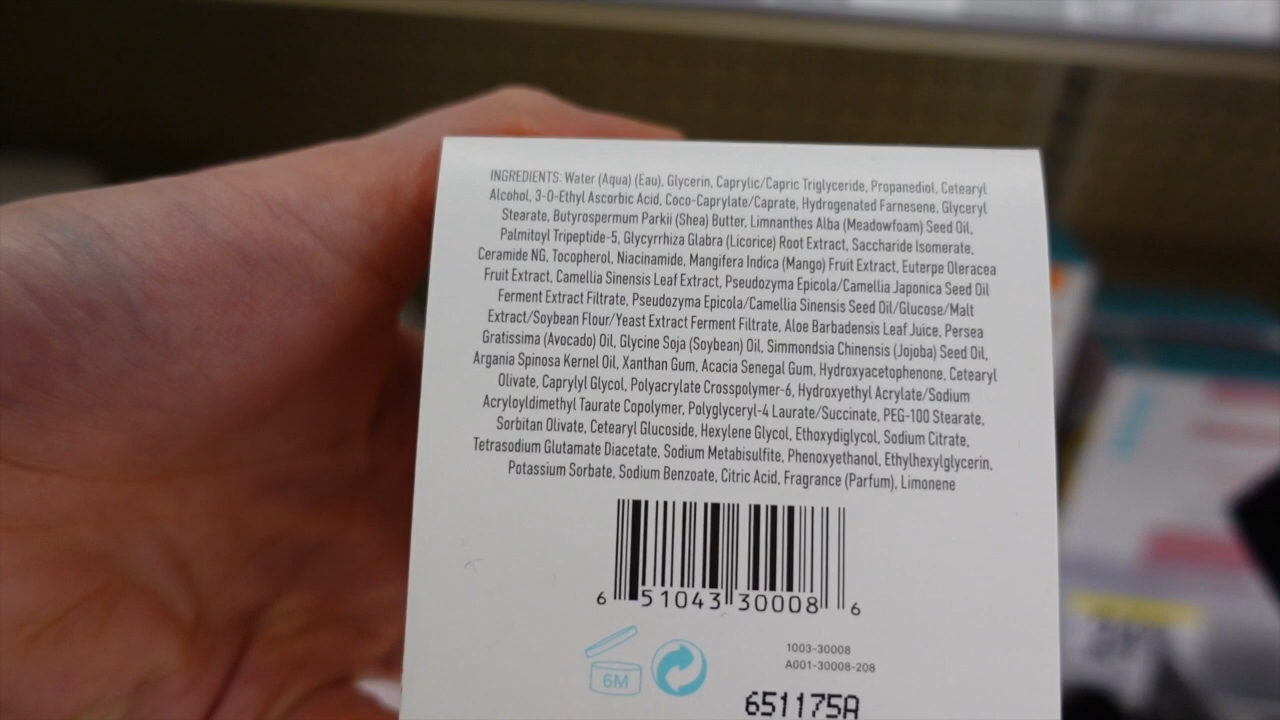 INGREDIENTS: Water (Aqua) (Eau), Glycerin, Caprylic/Capric Triglyceride, Propanediol, Cetearyl
Alcohol, 3-O-Ethyl Ascorbic Acid, Coco-Caprylate/Caprate, Hydrogenated Farnesene, Glyceryl
Stearate, Butyrospermum Parkii (Shea) Butter, Limnanthes Alba (Meadowfoam) Seed Oil,
Palmitoyl Tripeptide-5, Glycyrrhiza Glabra (Licorice) Root Extract, Saccharide Isomerate,
Ceramide NG, Tocopherol, Niacinamide, Mangifera Indica (Mango) Fruit Extract, Euterpe Oleracea
Fruit Extract, Camellia Sinensis Leaf Extract, Pseudozyma Epicola/Camellia Japonica Seed Oil
Ferment Extract Filtrate, Pseudozyma Epicola/Camellia Sinensis Seed Oil/Glucose/Malt
Extract/Soybean Flour/Yeast Extract Ferment Filtrate, Aloe Barbadensis Leaf Juice, Persea
Gratissima (Avocado) Oil, Glycine Soja (Soybean) Oil, Simmondsia Chinensis (Jojoba) Seed Oil,
Argania Spinosa Kernel Oil, Xanthan Gum, Acacia Senegal Gum, Hydroxyacetophenone, Cetearyl
Olivate, Caprylyl Glycol, Polyacrylate Crosspolymer-6, Hydroxyethyl Acrylate/Sodium
Acryloyldimethyl Taurate Copolymer, Polyglyceryl-4 Laurate/Succinate, PEG-100 Stearate,
Sorbitan Olivate, Cetearyl Glucoside, Hexylene Glycol, Ethoxydiglycol, Sodium Citrate,
Tetrasodium Glutamate Diacetate, Sodium Metabisulfite, Phenoxyethanol, Ethylhexylglycerin,
Potassium Sorbate, Sodium Benzoate, Citric Acid, Fragrance (Parfum), Limonene
6 51043 30008 6
6M
1003-30008
A001-30008-208
651175A